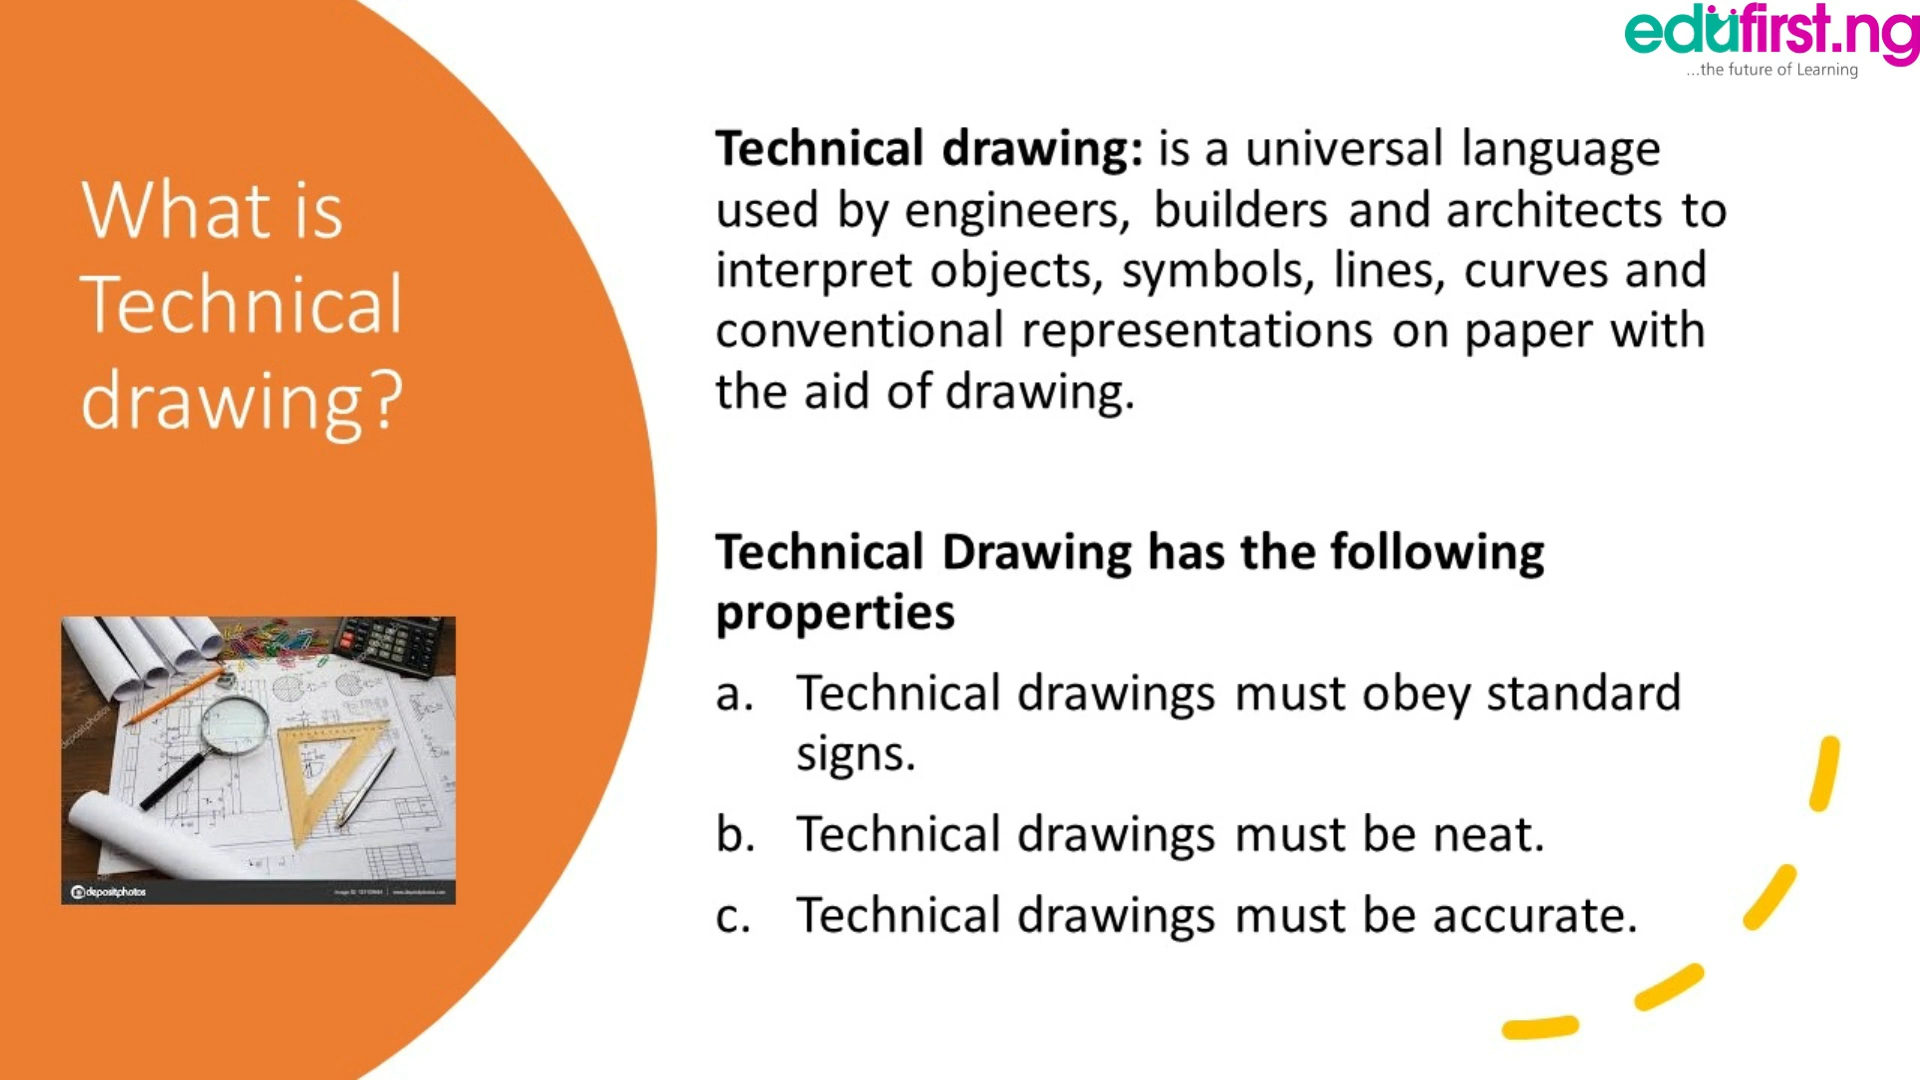 edufirst.ng
...the future of Learning
What is
Technical
drawing?
Technical drawing: is a universal language
used by engineers, builders and architects to
interpret objects, symbols, lines, curves and
conventional representations on paper with
the aid of drawing.
Technical Drawing has the following
properties
a. Technical drawings must obey standard
signs.
b. Technical drawings must be neat.
c. Technical drawings must be accurate.
depositphotos
depositphotos